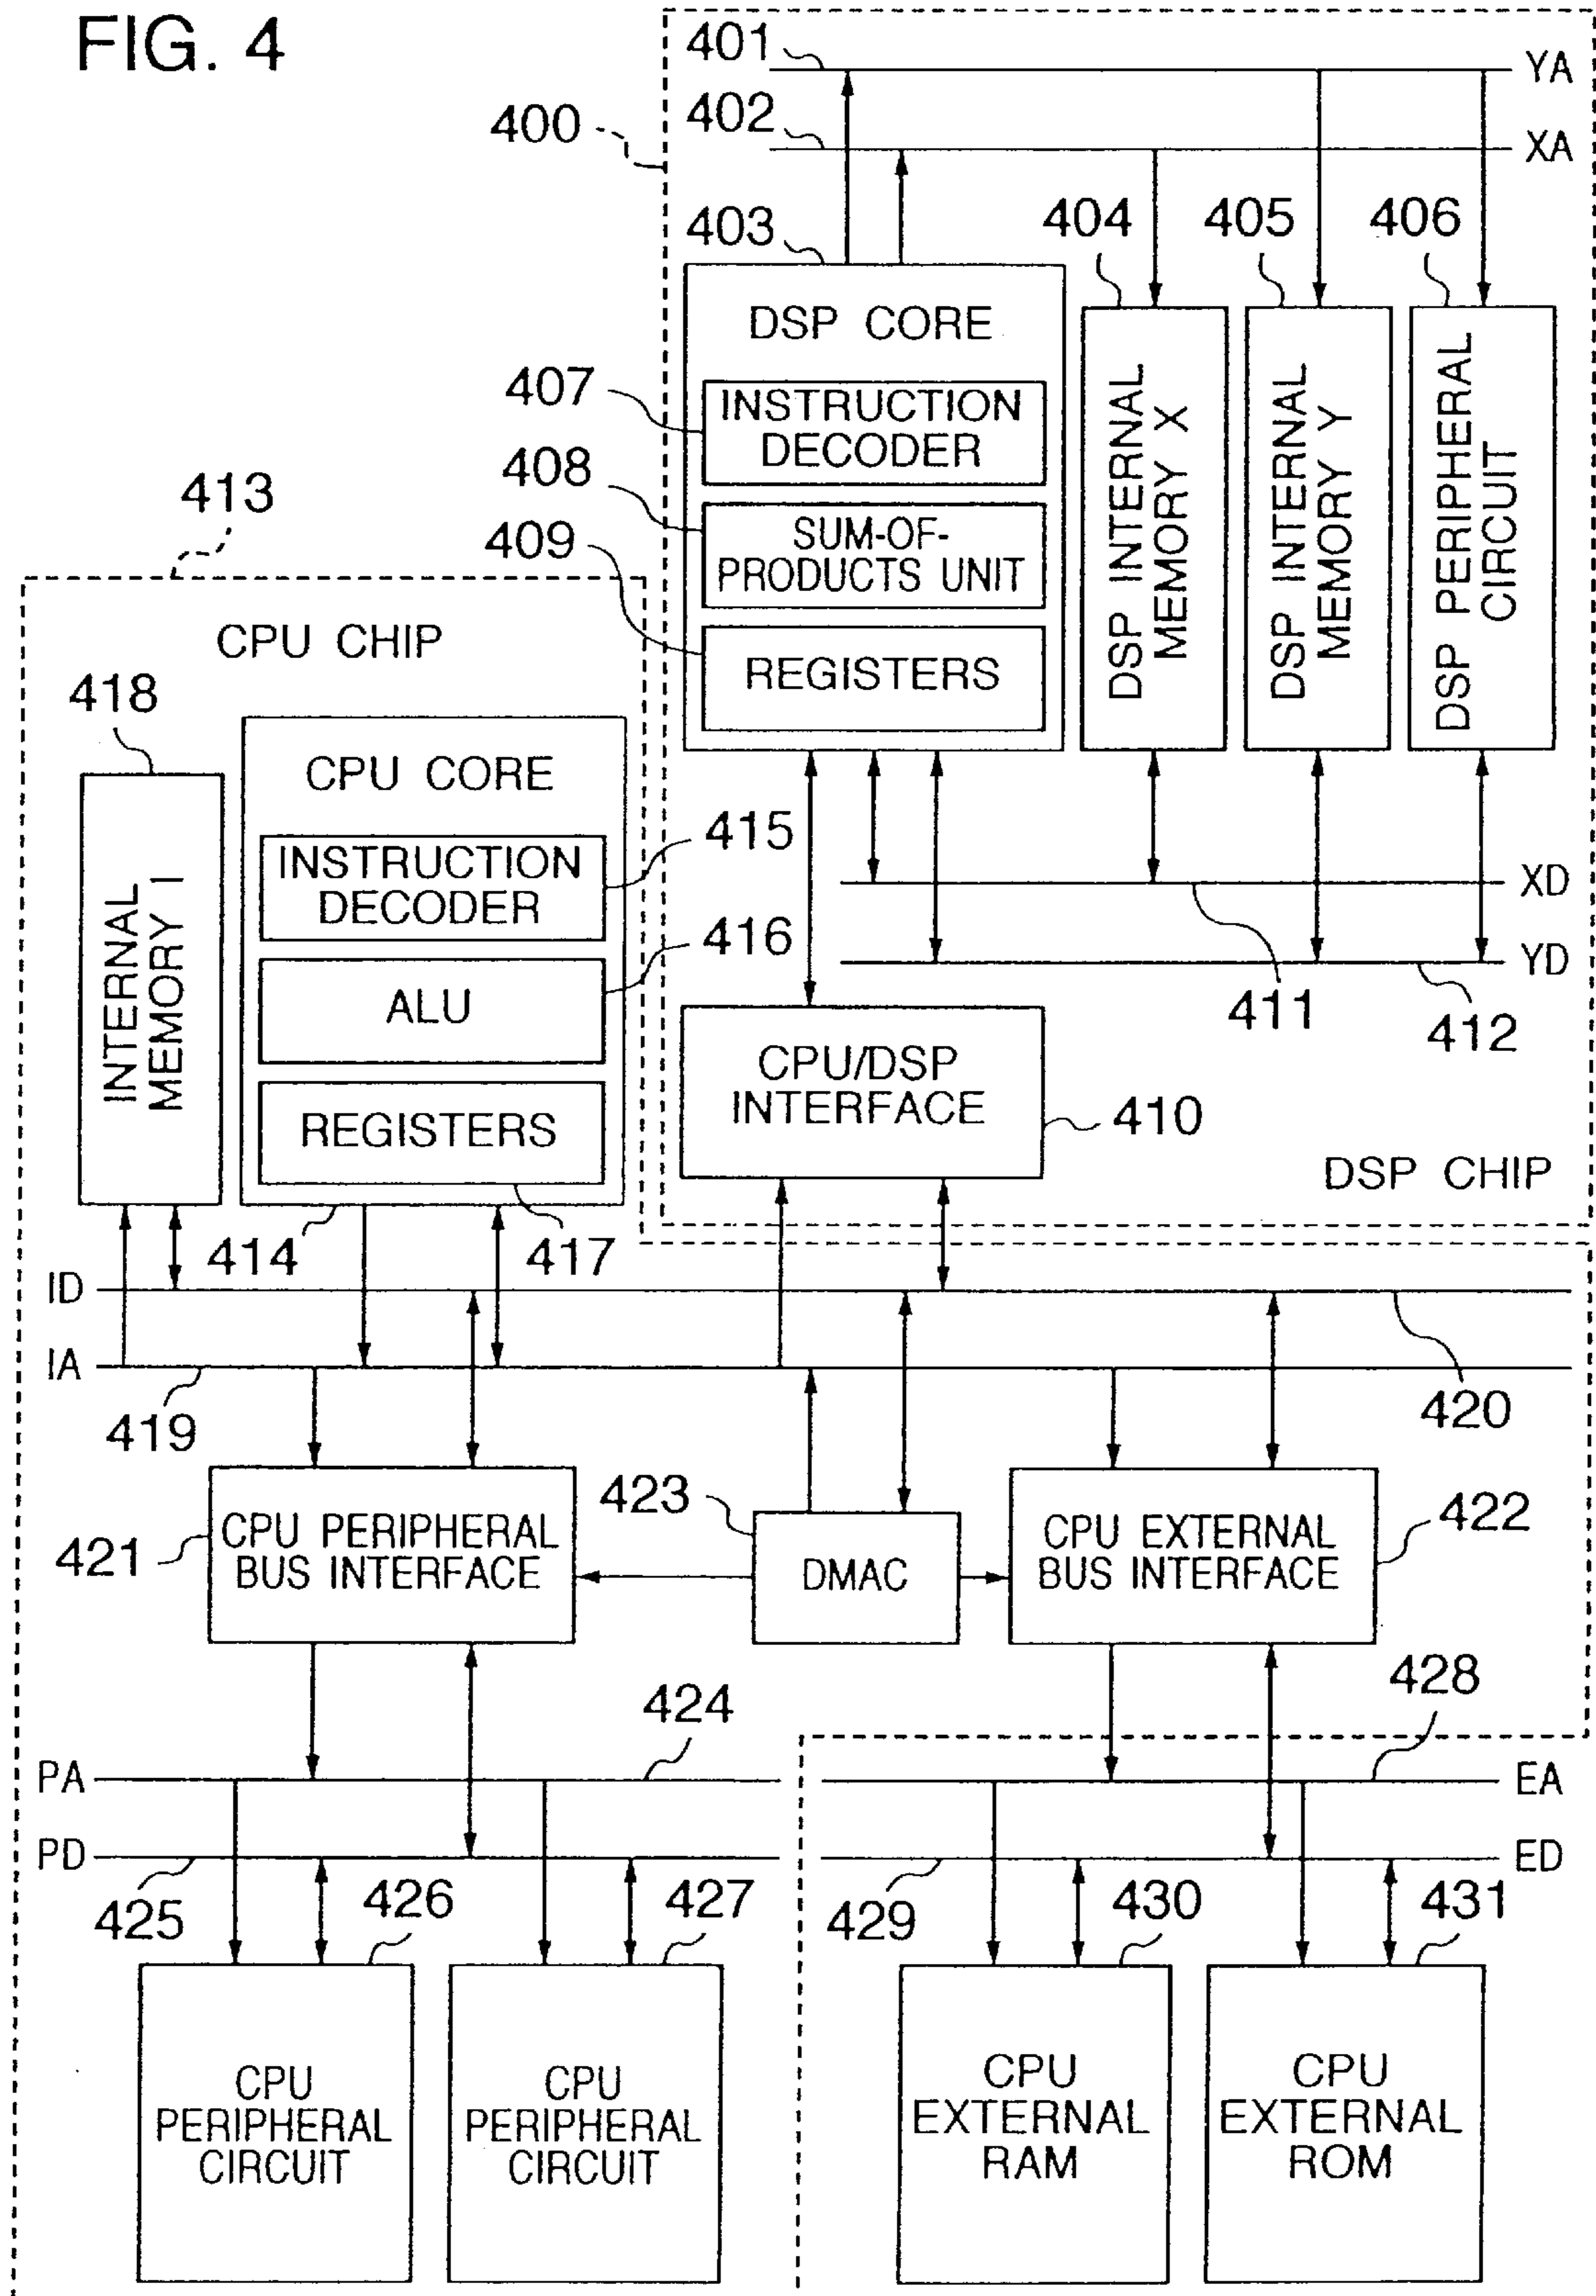 FIG. 4
401
YA
402
XA
400
403
404
405
406
DSP CORE
407
INSTRUCTION
DECODER
408
SUM-OF-
PRODUCTS UNIT
409
REGISTERS
DSP INTERNAL
MEMORY X
DSP INTERNAL
MEMORY Y
DSP PERIPHERAL
CIRCUIT
413
CPU CHIP
418
CPU CORE
415
INSTRUCTION
DECODER
416
ALU
REGISTERS
INTERNAL
MEMORY I
XD
YD
411
412
CPU/DSP
INTERFACE
410
DSP CHIP
414
417
ID
IA
419
420
421
CPU PERIPHERAL
BUS INTERFACE
423
DMAC
CPU EXTERNAL
BUS INTERFACE
422
424
428
PA
EA
PD
ED
425
426
427
429
430
431
CPU
PERIPHERAL
CIRCUIT
CPU
PERIPHERAL
CIRCUIT
CPU
EXTERNAL
RAM
CPU
EXTERNAL
ROM